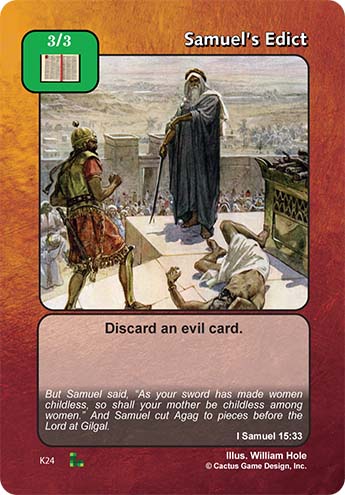 3/3
Samuel's Edict
Discard an evil card.
But Samuel said, "As your sword has made women
childless, so shall your mother be childless among
women." And Samuel cut Agag to pieces before the
Lord at Gilgal.
I Samuel 15:33
Illus. William Hole
K24
© Cactus Game Design, Inc.